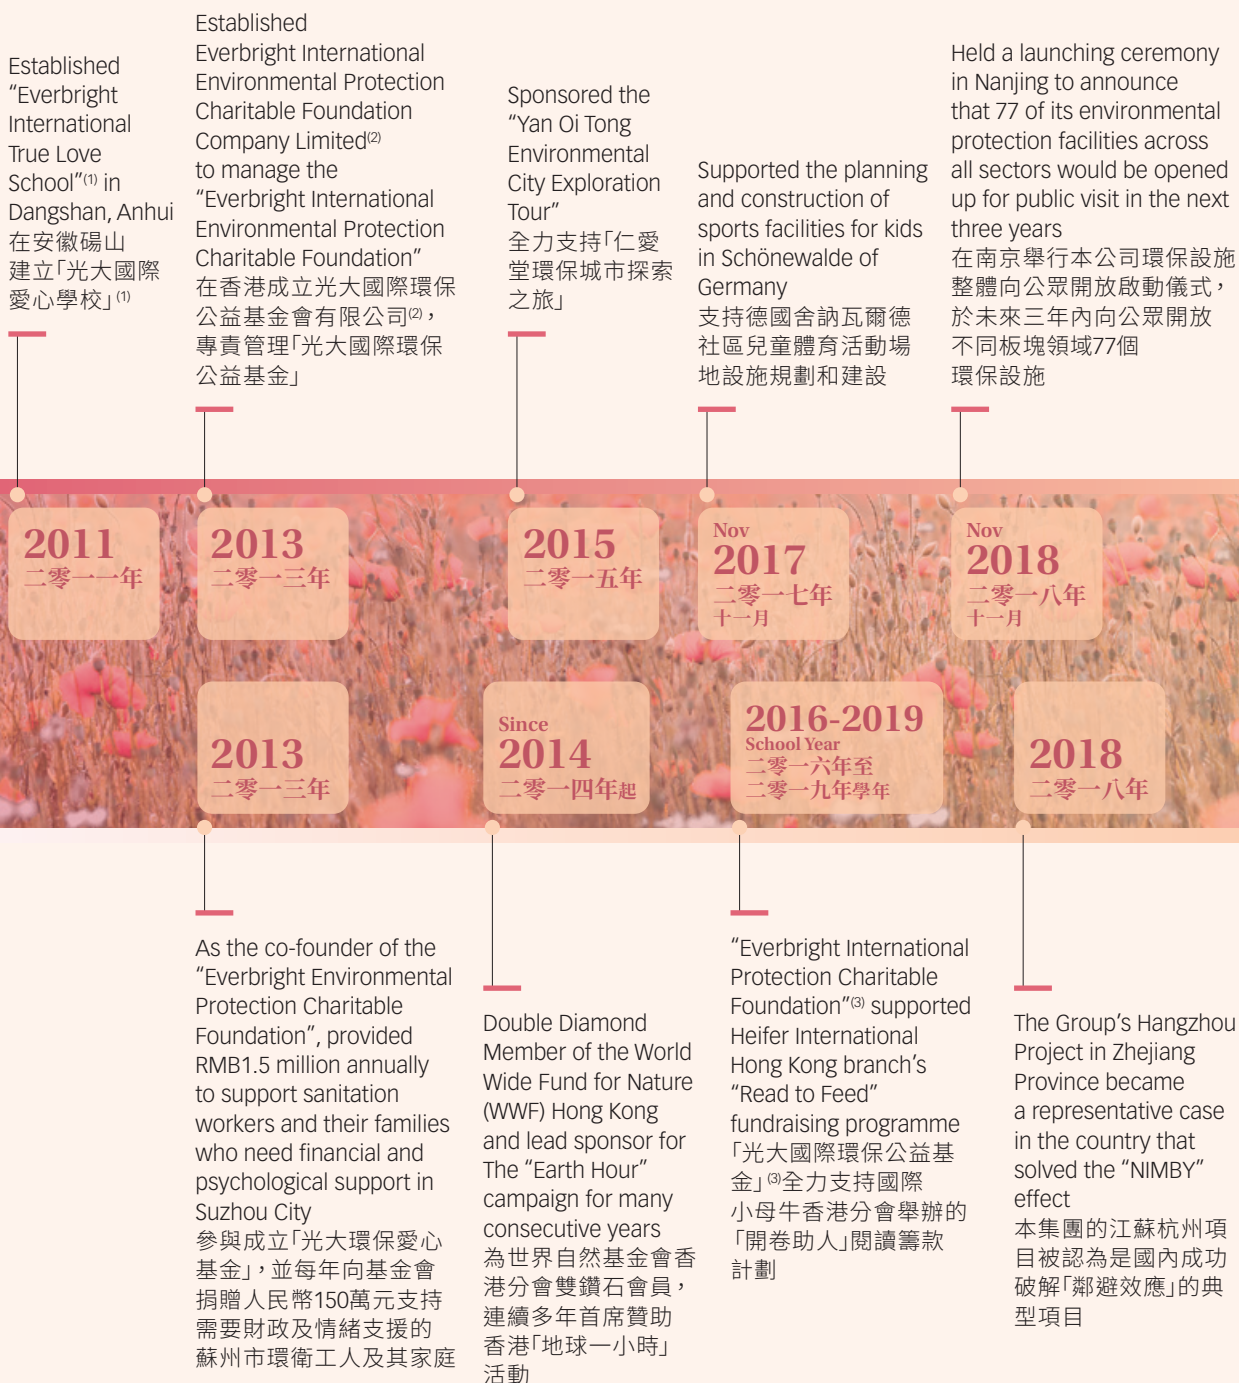 Established
“Everbright
International
True Love
School”(1) in
Dangshan, Anhui
在安徽碭山
建立「光大國際
愛心學校」(1)
Established
Everbright International
Environmental Protection
Charitable Foundation
Company Limited(2)
to manage the
“Everbright International
Environmental Protection
Charitable Foundation”
在香港成立光大國際環保
公益基金會有限公司(2)，
專責管理「光大國際環保
公益基金」
Sponsored the
“Yan Oi Tong
Environmental
City Exploration
Tour”
全力支持「仁愛
堂環保城市探索
之旅」
Supported the planning
and construction of
sports facilities for kids
in Schönewalde of
Germany
支持德國舍訥瓦爾德
社區兒童體育活動場
地設施規劃和建設
Held a launching ceremony
in Nanjing to announce
that 77 of its environmental
protection facilities across
all sectors would be opened
up for public visit in the next
three years
在南京舉行本公司環保設施
整體向公眾開放啟動儀式，
於未來三年內向公眾開放
不同板塊領域77個
環保設施
2011
二零一一年
2013
二零一三年
2015
二零一五年
Nov
2017
二零一七年
十一月
Nov
2018
二零一八年
十一月
2013
二零一三年
Since
2014
二零一四年起
2016-2019
School Year
二零一六年至
二零一九年學年
2018
二零一八年
As the co-founder of the
“Everbright Environmental
Protection Charitable
Foundation”, provided
RMB1.5 million annually
to support sanitation
workers and their families
who need financial and
psychological support in
Suzhou City
參與成立「光大環保愛心
基金」，並每年向基金會
捐贈人民幣150萬元支持
需要財政及情緒支援的
蘇州市環衛工人及其家庭
Double Diamond
Member of the World
Wide Fund for Nature
(WWF) Hong Kong
and lead sponsor for
The “Earth Hour”
campaign for many
consecutive years
為世界自然基金會香
港分會雙鑽石會員，
連續多年首席贊助
香港「地球一小時」
活動
“Everbright International
Protection Charitable
Foundation”(3) supported
Heifer International
Hong Kong branch’s
“Read to Feed”
fundraising programme
「光大國際環保公益基
金」(3)全力支持國際
小母牛香港分會舉辦的
「開卷助人」閱讀籌款
計劃
The Group’s Hangzhou
Project in Zhejiang
Province became
a representative case
in the country that
solved the “NIMBY”
effect
本集團的江蘇杭州項
目被認為是國內成功
破解「鄰避效應」的典
型項目